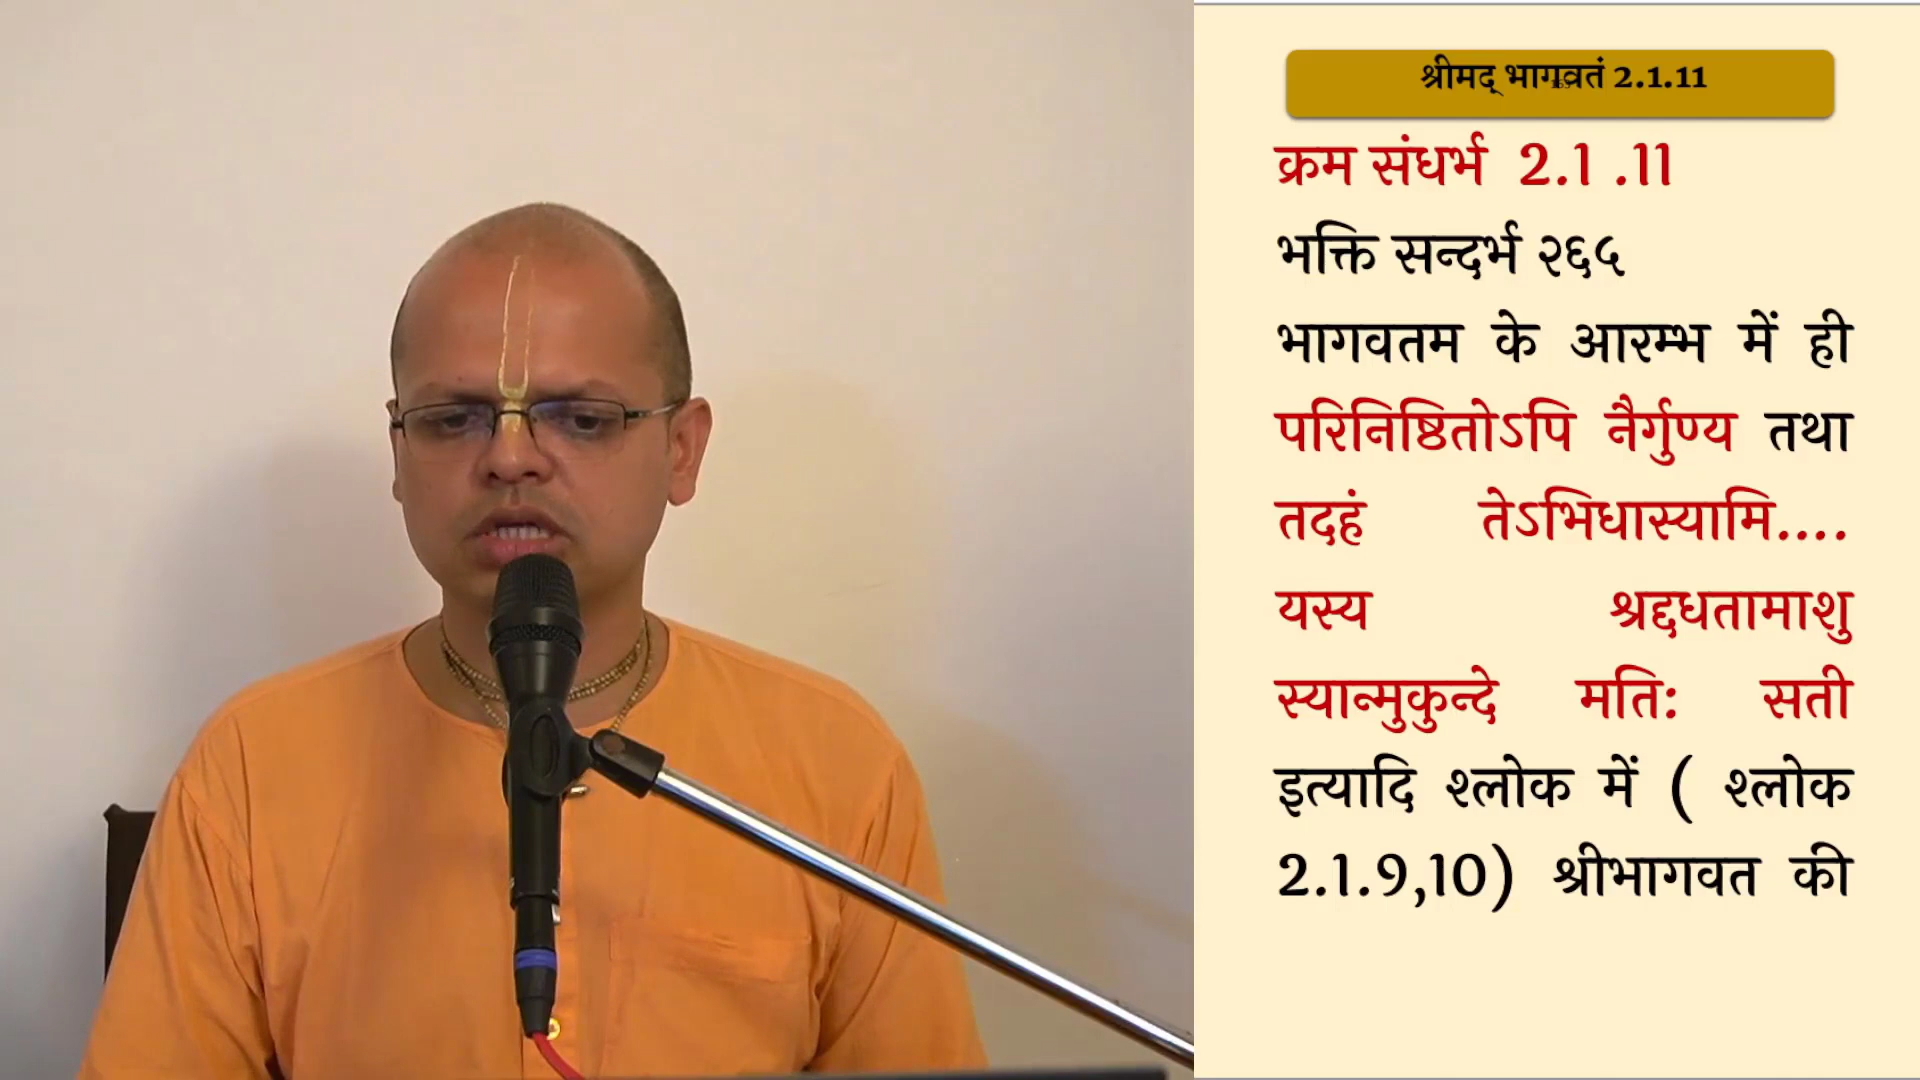 श्रीमद् भागवतं 2.1.11
क्रम संधर्भ 2.1 .11
भक्ति सन्दर्भ २६५
भागवतम के आरम्भ में ही
परिनिष्ठितोऽपि नैर्गुण्य तथा
तदहं तेऽभिधास्यामि....
यस्य श्रद्दधतामाशु
स्यान्मुकुन्दे मति: सती
इत्यादि श्लोक में ( श्लोक
2.1.9,10) श्रीभागवत की